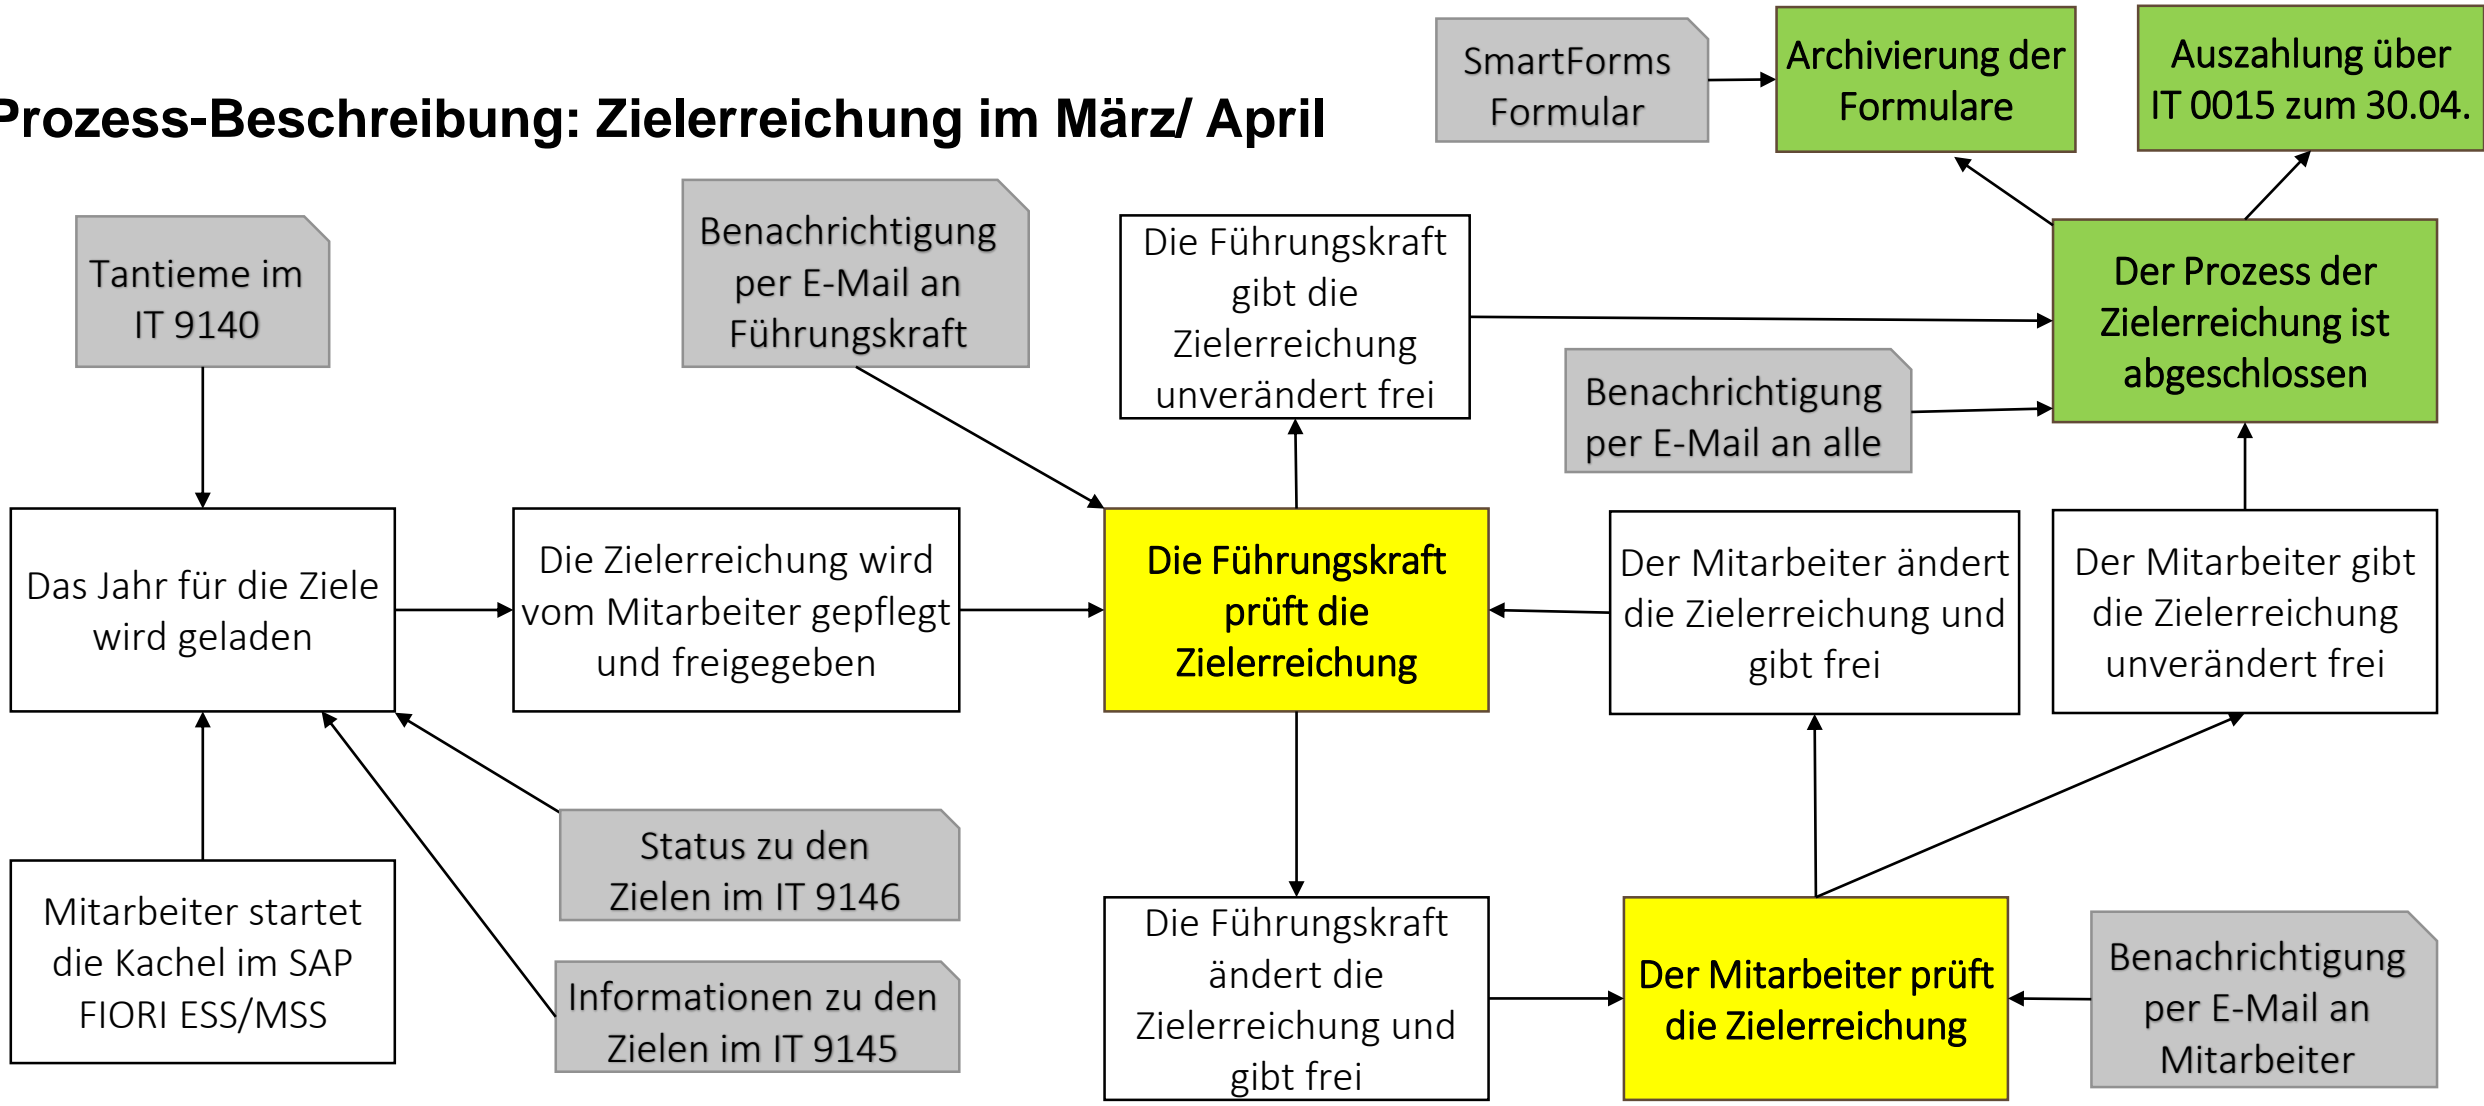 Prozess-Beschreibung: Zielerreichung im März/ April
SmartForms
Formular
Archivierung der
Formulare
Auszahlung über
IT 0015 zum 30.04.
Tantieme im
IT 9140
Benachrichtigung
per E-Mail an
Führungskraft
Die Führungskraft
gibt die
Zielerreichung
unverändert frei
Benachrichtigung
per E-Mail an alle
Der Prozess der
Zielerreichung ist
abgeschlossen
Das Jahr für die Ziele
wird geladen
Die Zielerreichung wird
vom Mitarbeiter gepflegt
und freigegeben
Die Führungskraft
prüft die
Zielerreichung
Der Mitarbeiter ändert
die Zielerreichung und
gibt frei
Der Mitarbeiter gibt
die Zielerreichung
unverändert frei
Mitarbeiter startet
die Kachel im SAP
FIORI ESS/MSS
Status zu den
Zielen im IT 9146
Informationen zu den
Zielen im IT 9145
Die Führungskraft
ändert die
Zielerreichung und
gibt frei
Der Mitarbeiter prüft
die Zielerreichung
Benachrichtigung
per E-Mail an
Mitarbeiter